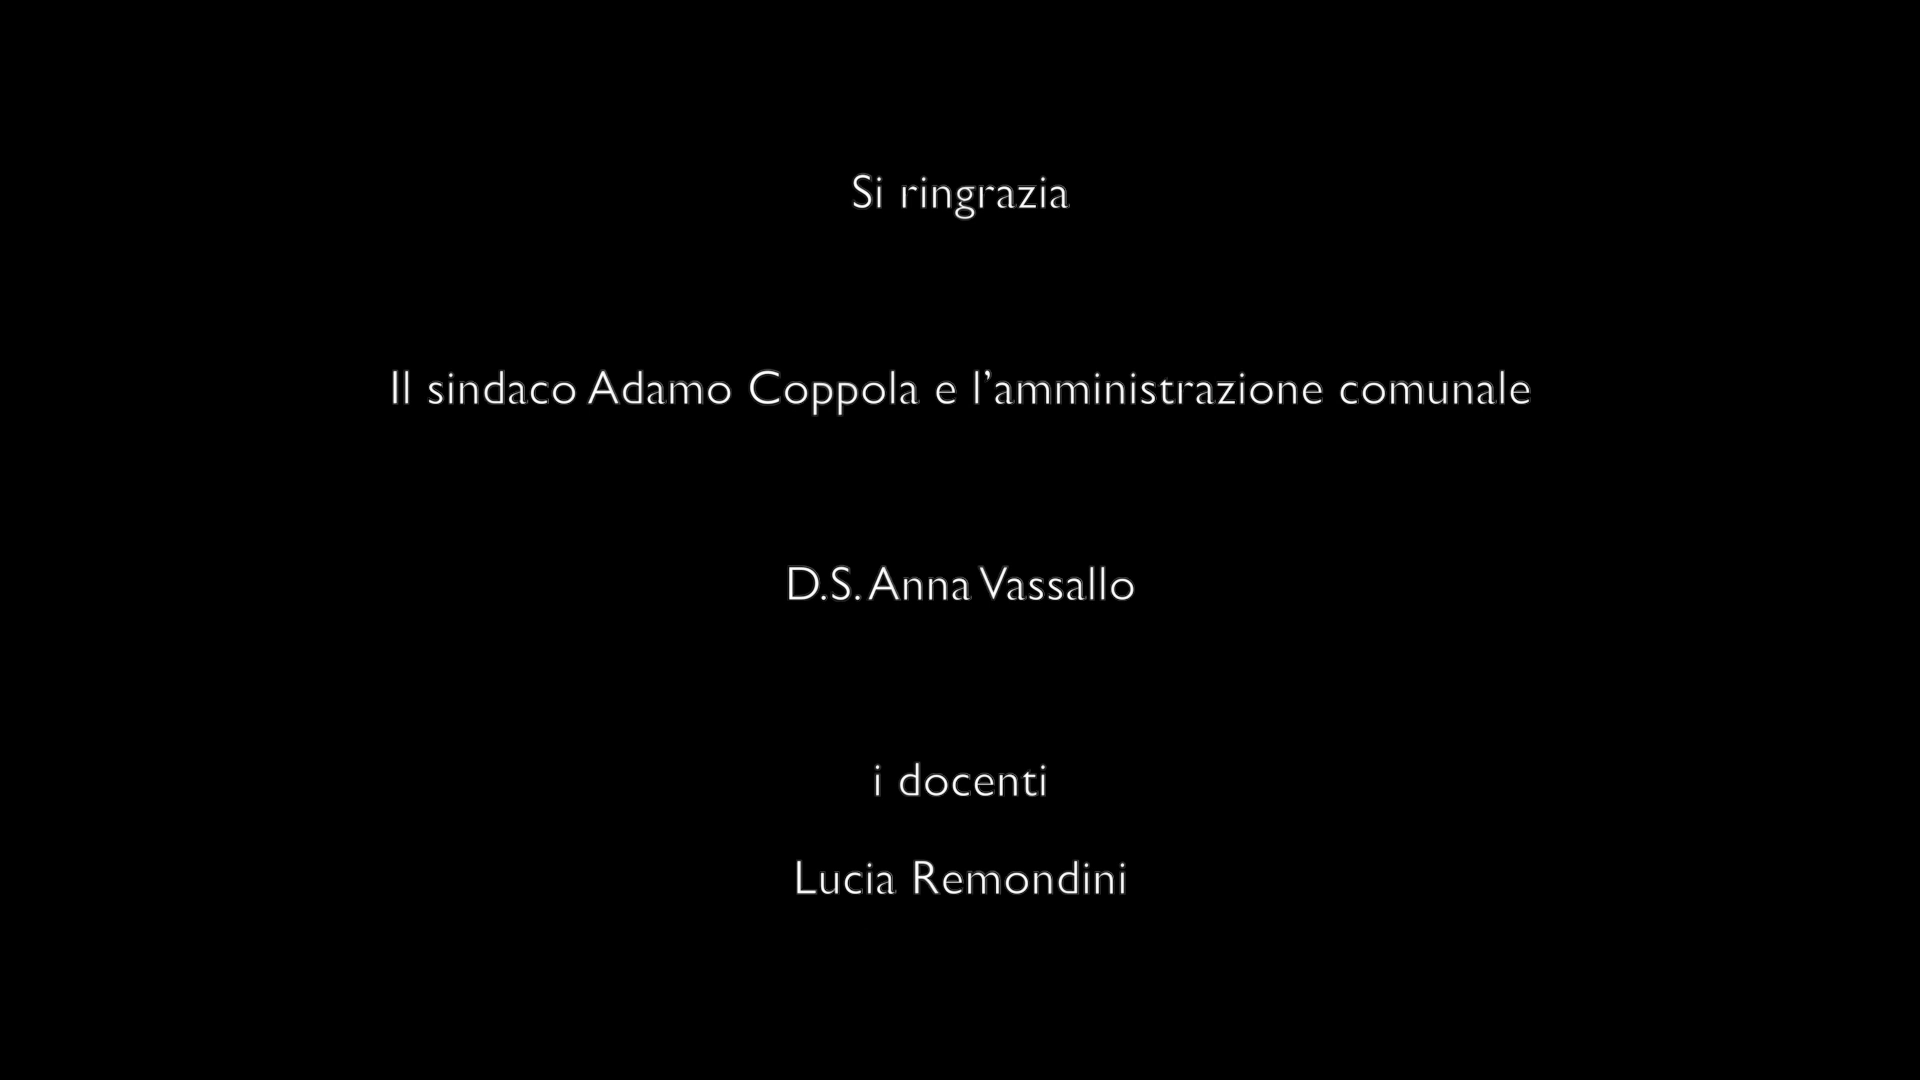 Si ringrazia
Il sindaco Adamo Coppola e l’amministrazione comunale
D.S. Anna Vassallo
i docenti
Lucia Remondini